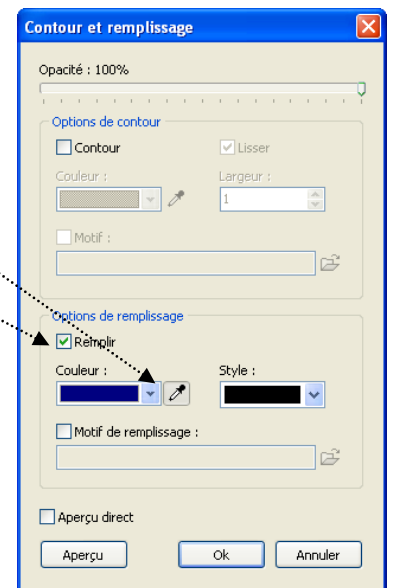 Contour et remplissage
Opacité : 100%
Options de contour
Contour
Lisser
Couleur :
Largeur :
1
Motif :
Options de remplissage
Remplir
Couleur :
Style :
Motif de remplissage :
Aperçu direct
Aperçu
Ok
Annuler